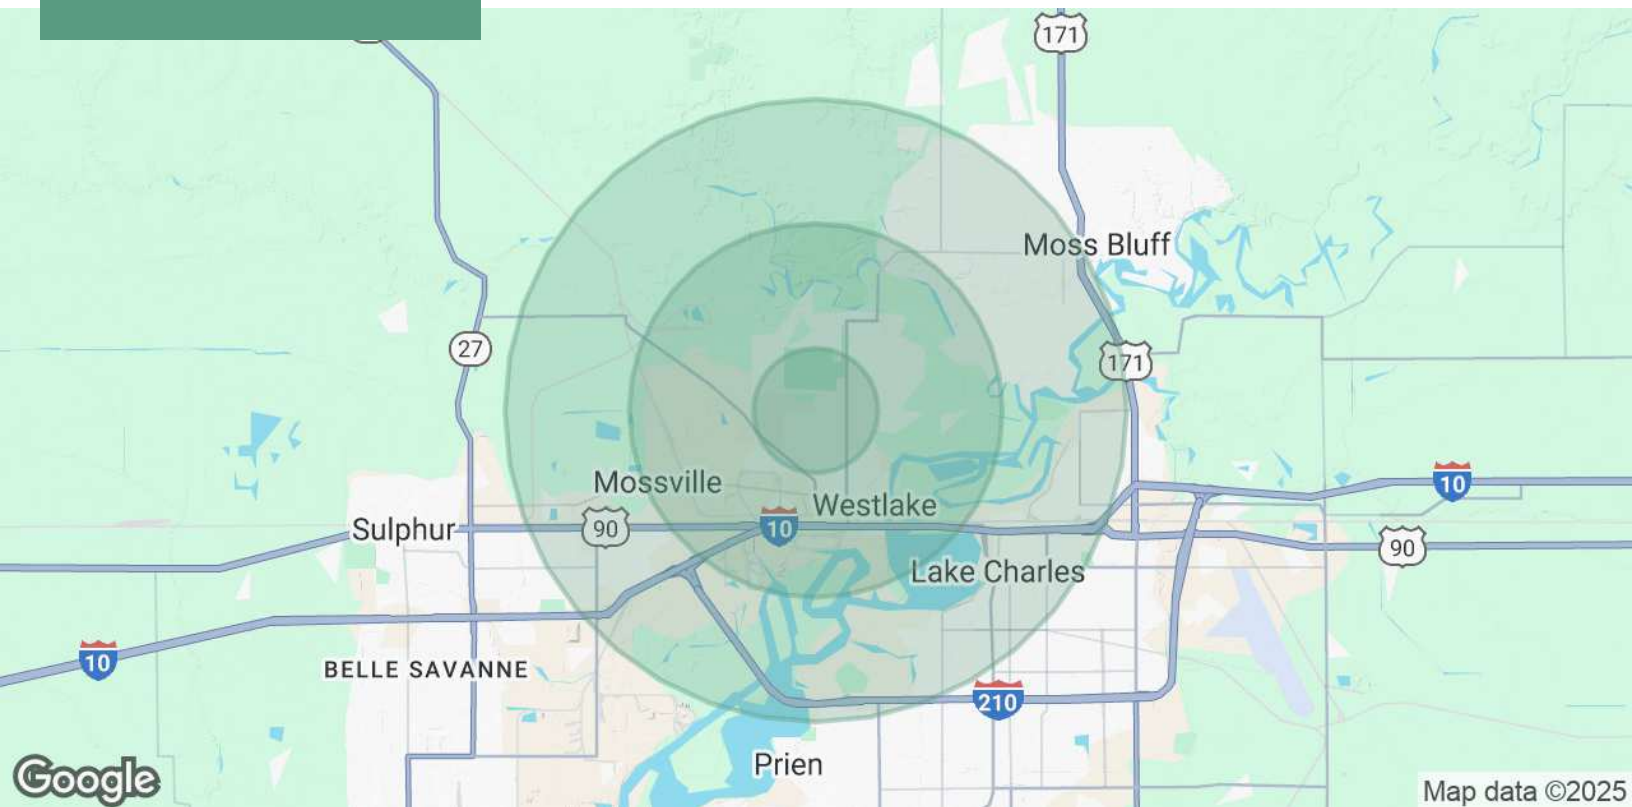 171
Moss Bluff
27
171
Mossville
10
Westlake
Sulphur
90
10
90
Lake Charles
10
BELLE SAVANNE
210
Prien
Google
Map data ©2025